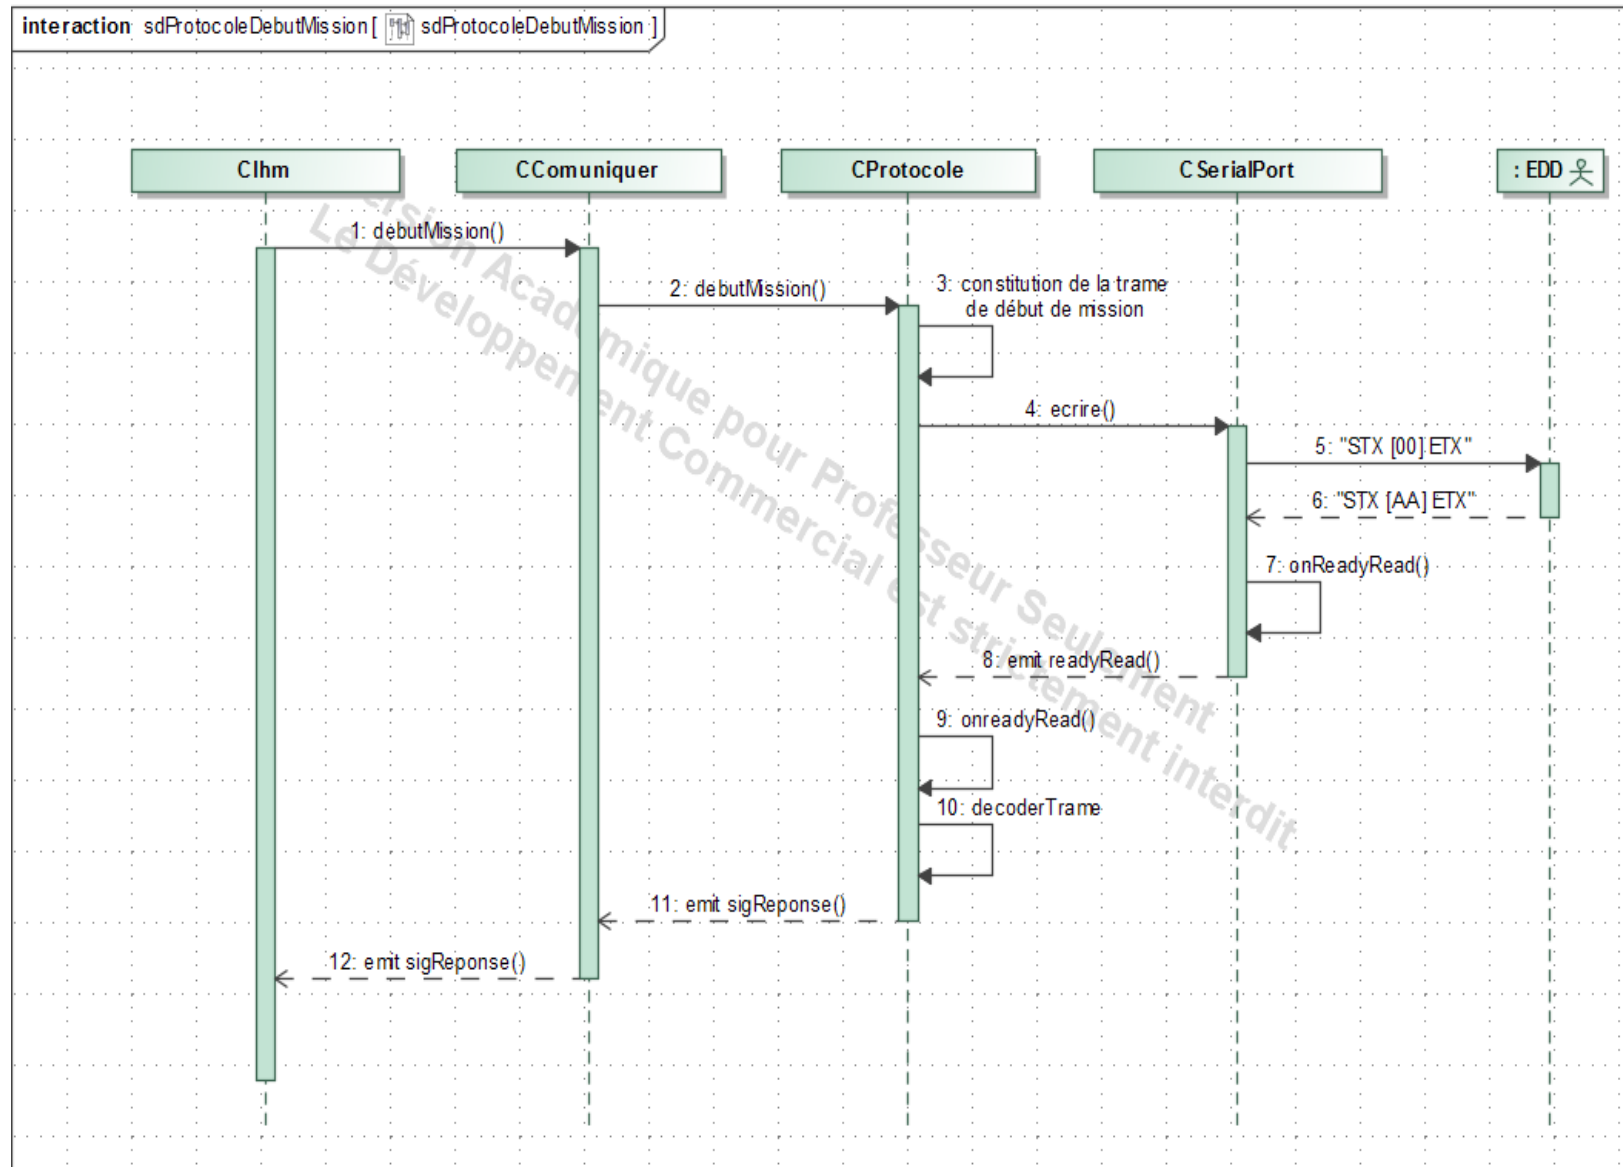 interaction sdProtocoleDebutMission [ sdProtocoleDebutMission ]
CIhm
CComuniquer
CProtocole
CSerialPort
: EDD
1: debutMission()
2: debutMission()
3: constitution de la trame
de début de mission
4: ecrire()
5: "STX [00] ETX"
6: "STX [AA] ETX"
7: onReadyRead()
8: emit readyRead()
9: onreadyRead()
10: decoderTrame
11: emit sigReponse()
12: emit sigReponse()
Version Académique pour Professeur Seulement
Le Développement Commercial est strictement interdit